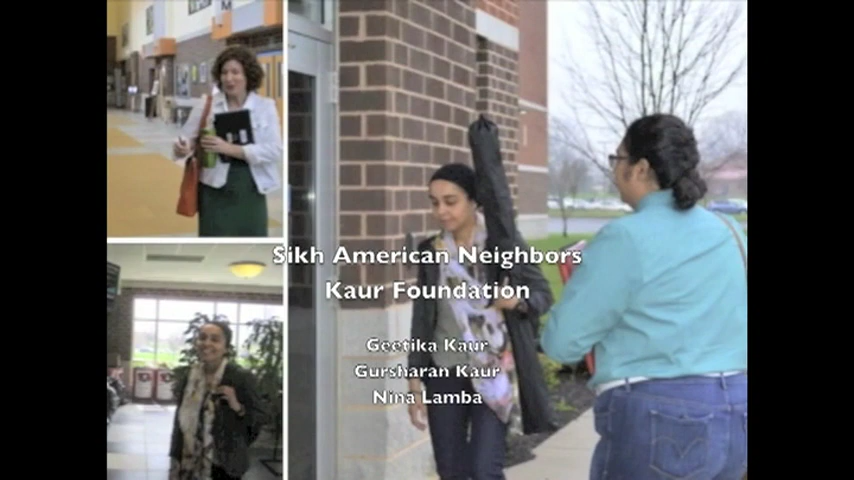 Sikh American Neighbors
Kaur Foundation
Geetika Kaur
Gursharan Kaur
Nina Lamba